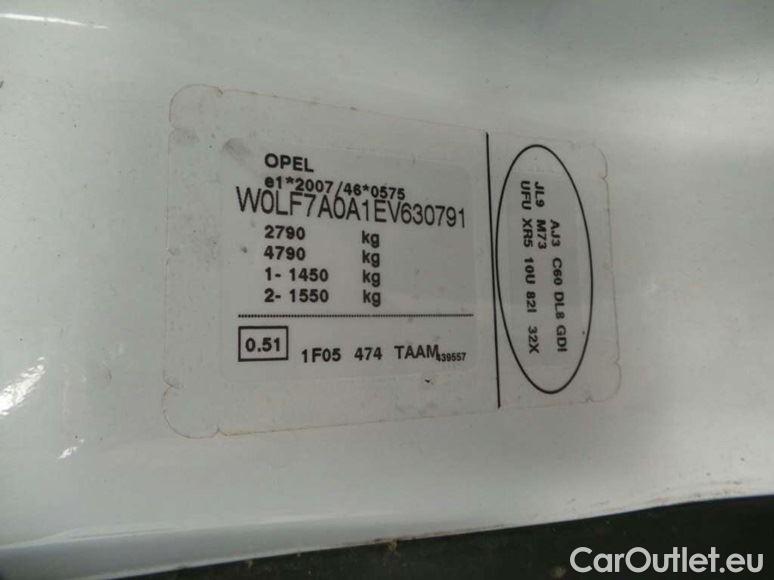 OPEL
e1*2007/46*0575
W0LF7A0A1EV630791
2790 kg
4790 kg
1- 1450 kg
2- 1550 kg
0.51 1F05 474 TAAM 439557
AJ3 C60 DL8 GDI
JL9 M73
UFU XR5 10U 82I 32X
CarOutlet.eu